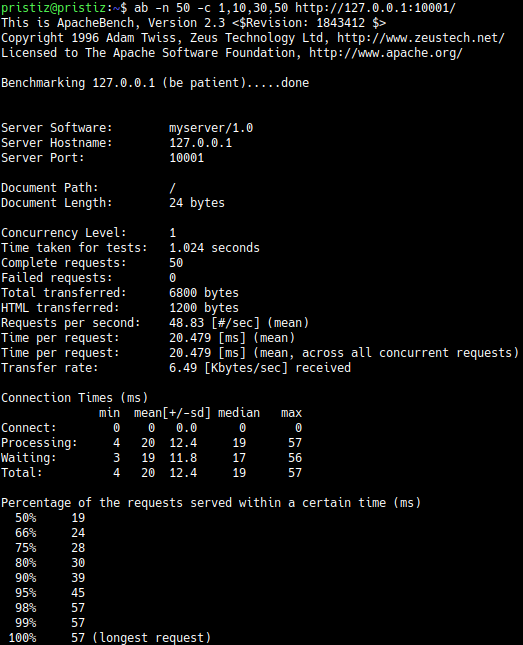 pristiz@pristiz:~$ ab -n 50 -c 1,10,30,50 http://127.0.0.1:10001/
This is ApacheBench, Version 2.3 <$Revision: 1843412 $>
Copyright 1996 Adam Twiss, Zeus Technology Ltd, http://www.zeustech.net/
Licensed to The Apache Software Foundation, http://www.apache.org/

Benchmarking 127.0.0.1 (be patient).....done


Server Software:        myserver/1.0
Server Hostname:        127.0.0.1
Server Port:            10001

Document Path:          /
Document Length:        24 bytes

Concurrency Level:      1
Time taken for tests:   1.024 seconds
Complete requests:      50
Failed requests:        0
Total transferred:      6800 bytes
HTML transferred:       1200 bytes
Requests per second:    48.83 [#/sec] (mean)
Time per request:       20.479 [ms] (mean)
Time per request:       20.479 [ms] (mean, across all concurrent requests)
Transfer rate:          6.49 [Kbytes/sec] received

Connection Times (ms)
              min  mean[+/-sd] median   max
Connect:        0    0   0.0      0       0
Processing:     4   20  12.4     19      57
Waiting:        3   19  11.8     17      56
Total:          4   20  12.4     19      57

Percentage of the requests served within a certain time (ms)
  50%     19
  66%     24
  75%     28
  80%     30
  90%     39
  95%     45
  98%     57
  99%     57
 100%     57 (longest request)